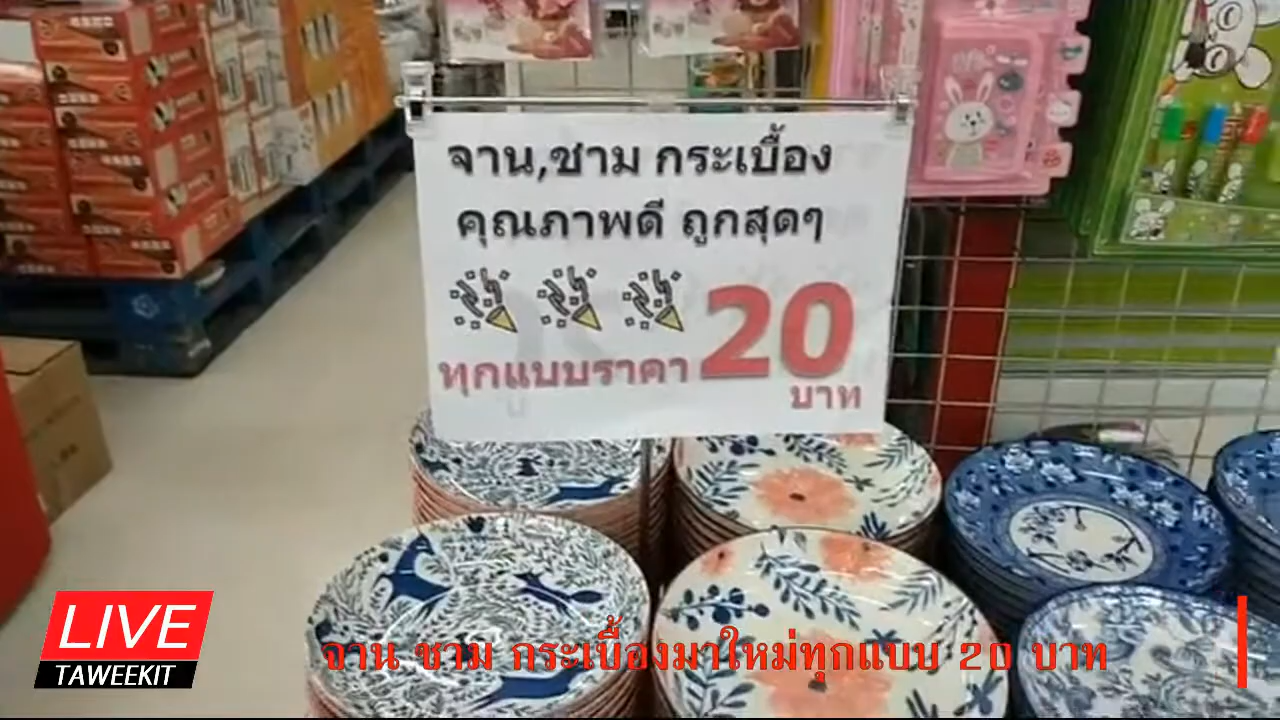 จาน,ชาม กระเบื้อง
คุณภาพดี ถูกสุดๆ
ทุกแบบราคา 20
บาท
LIVE
TAWEEKIT
จาน ชาม กระเบื้องมาใหม่ทุกแบบ 20 บาท